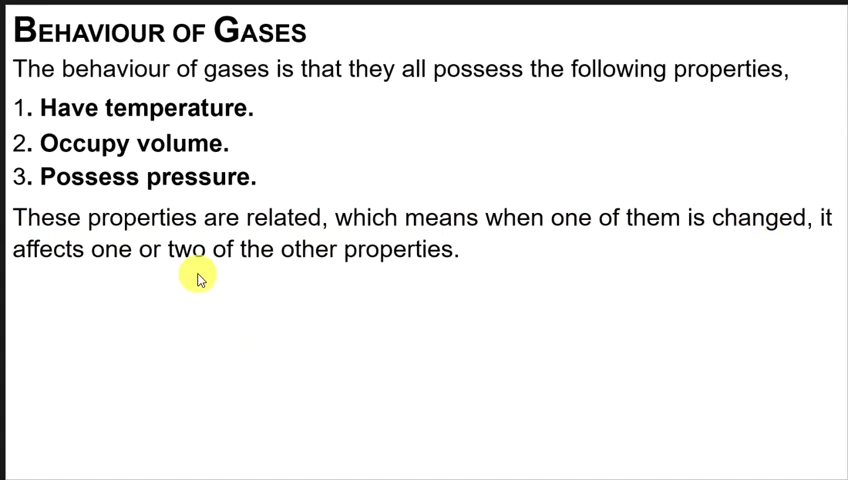 BEHAVIOUR OF GASES
The behaviour of gases is that they all possess the following properties,
1. Have temperature.
2. Occupy volume.
3. Possess pressure.
These properties are related, which means when one of them is changed, it
affects one or two of the other properties.